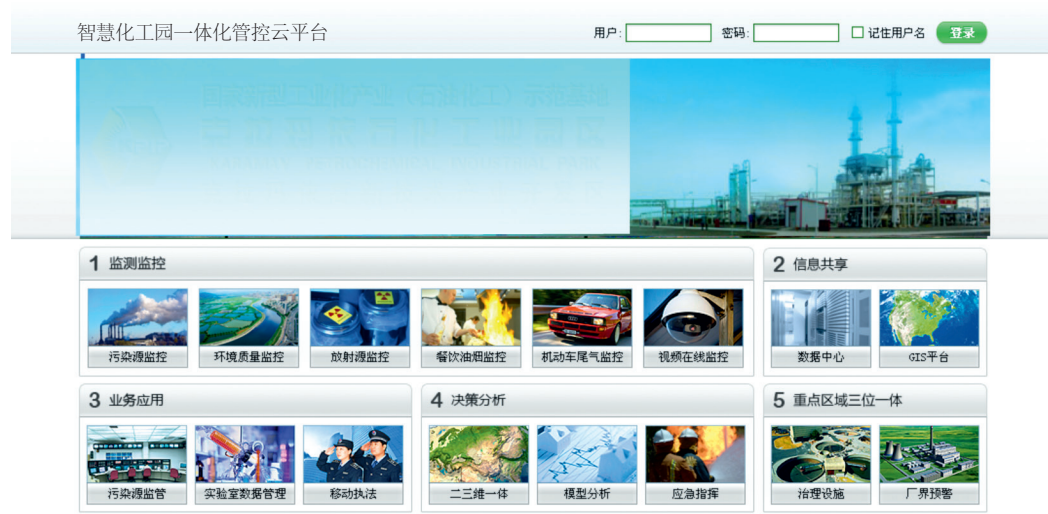 智慧化工园一体化管控云平台
用户: 密码: 记住用户名 登录
1 监测监控
2 信息共享
污染源监控 环境质量监控 放射源监控 餐饮油烟监控 机动车尾气监控 视频在线监控 数据中心 GIS平台
3 业务应用
4 决策分析
5 重点区域三位一体
污染源监管 实验室数据管理 移动执法 二三维一体 模型分析 应急指挥 治理设施 厂界预警